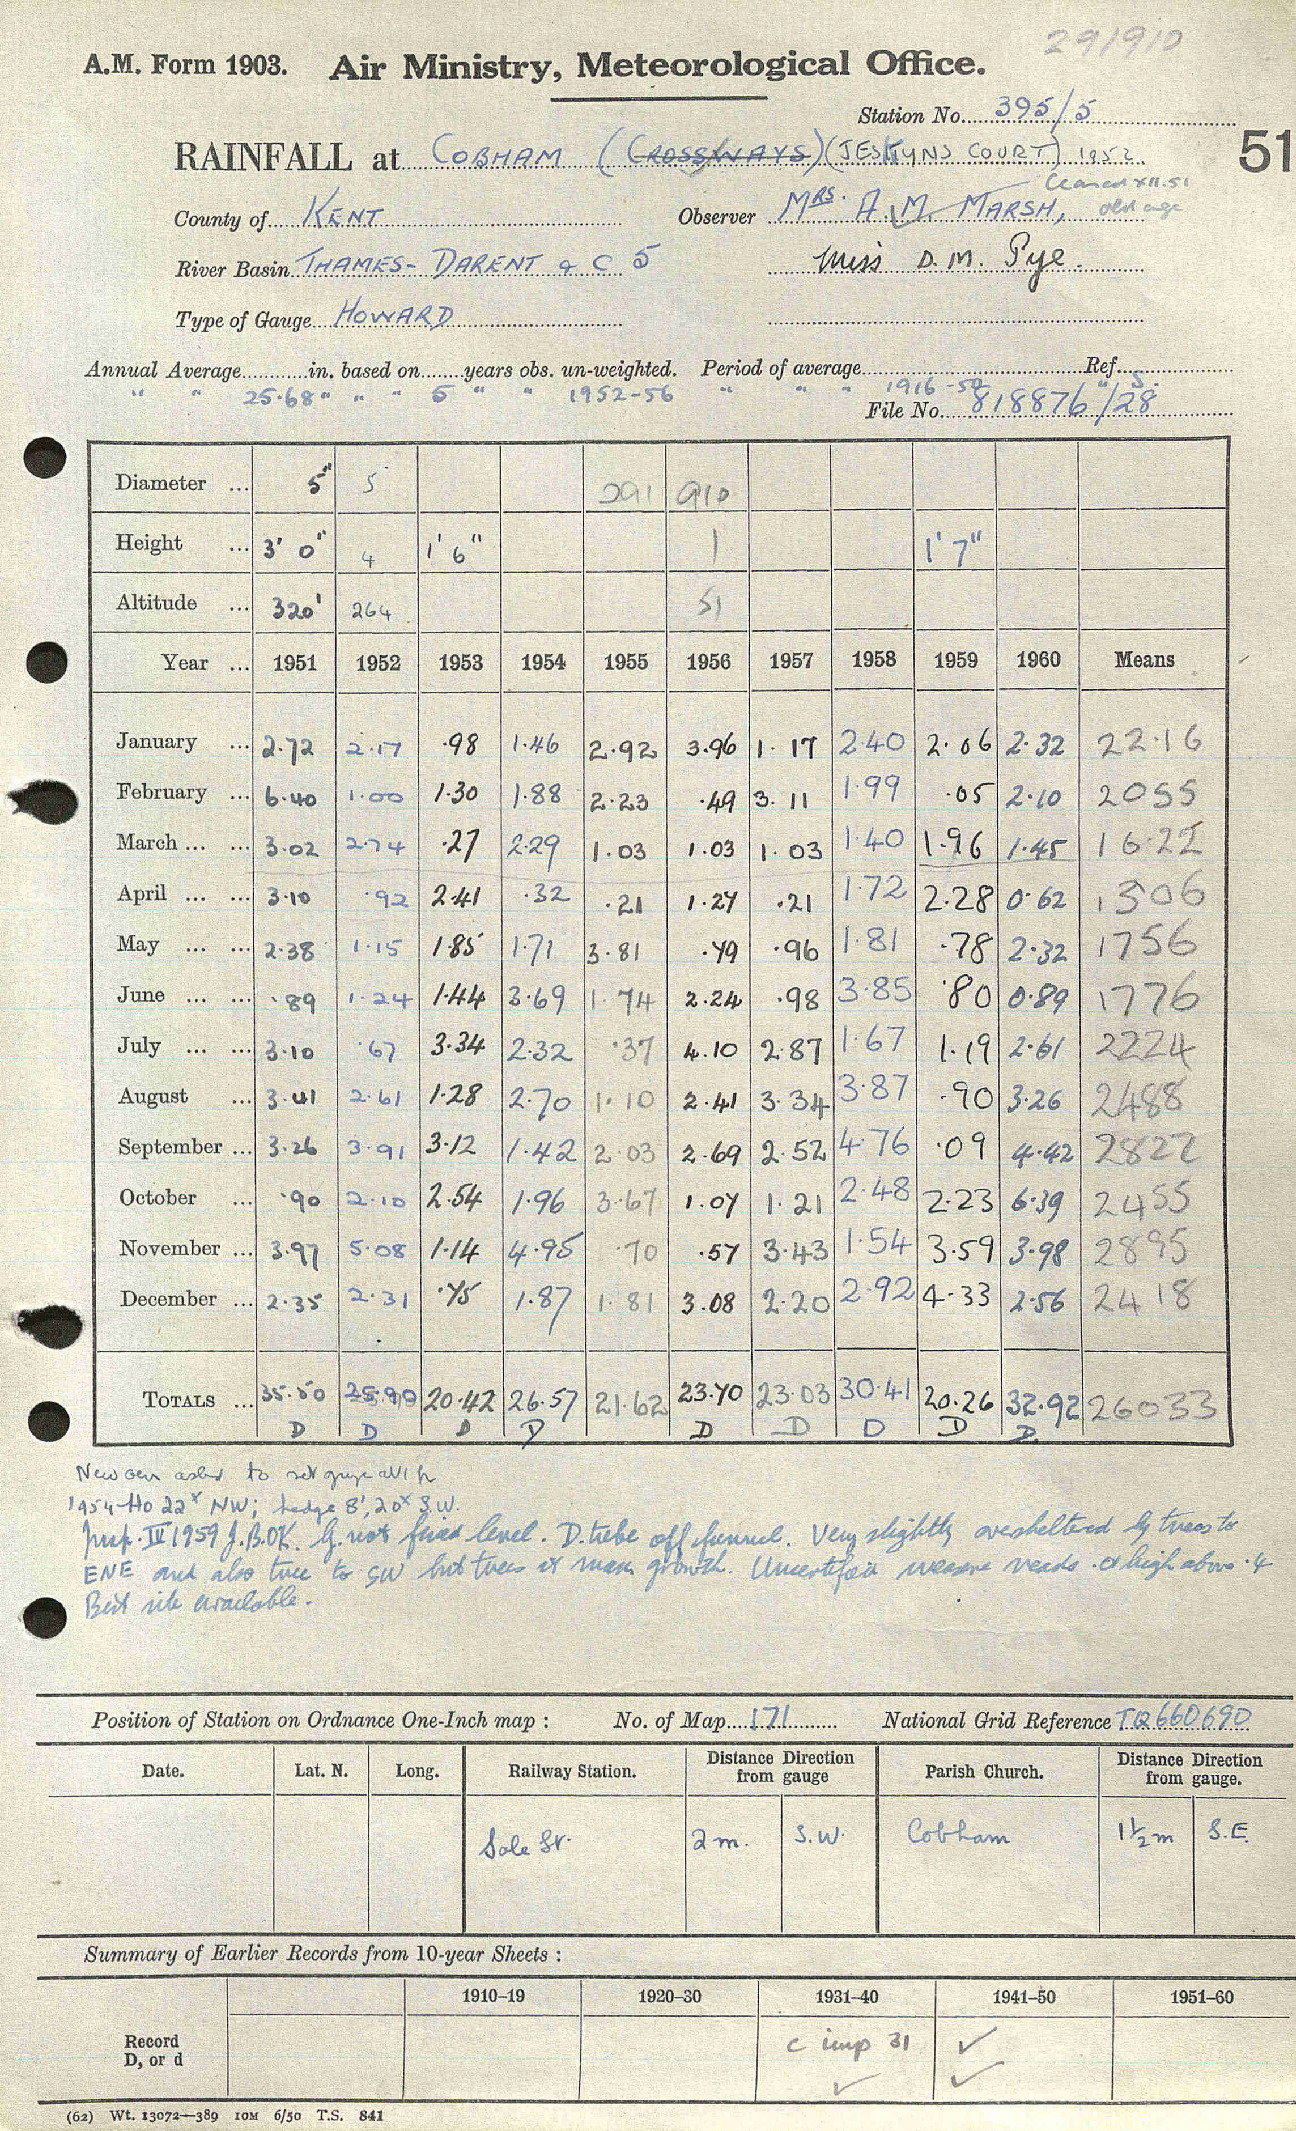 291910
A.M. Form 1903. Air Ministry, Meteorological Office.
Station No. 395/5
51
RAINFALL at COBHAM (CROSSWAYS) (JESKYNS COURT) 1952
Ceased XII.51
old age
County of KENT Observer MRS. A. M. MARSH,
River Basin THAMES- DARENT & C 5 Miss D. M. Pye.
Type of Gauge HOWARD
Annual Average in. based on years obs. un-weighted. Period of average Ref.
" " 25.68 " " " 5 " " 1952-56 " " " 1916-50 " S.
File No. 818876/28
Diameter ... 5" 5 291 910
Height ... 3' 0" 4 1' 6" 1 1' 7"
Altitude ... 320' 264 51
Year ... 1951 1952 1953 1954 1955 1956 1957 1958 1959 1960 Means
January ... 2.72 2.17 .98 1.46 2.92 3.96 1.17 2.40 2.06 2.32 22.16
February ... 6.40 1.00 1.30 1.88 2.23 .49 3.11 1.99 .05 2.10 2055
March ... ... 3.02 2.74 .27 2.29 1.03 1.03 1.03 1.40 1.96 1.45 16.22
April ... ... 3.10 .92 2.41 .32 .21 1.27 .21 1.72 2.28 0.62 1306
May ... ... 2.38 1.15 1.85 1.71 3.81 .79 .96 1.81 .78 2.32 1756
June ... ... .89 1.24 1.44 3.69 1.74 2.24 .98 3.85 .80 0.89 1776
July ... ... 3.10 .67 3.34 2.32 .37 4.10 2.87 1.67 1.19 2.61 2224
August ... 3.41 2.61 1.28 2.70 1.10 2.41 3.34 3.87 .90 3.26 2488
September ... 3.26 3.91 3.12 1.42 2.03 2.69 2.52 4.76 .09 4.42 2822
October ... .90 2.10 2.54 1.96 3.67 1.07 1.21 2.48 2.23 6.39 2455
November ... 3.97 5.08 1.14 4.95 .70 .57 3.43 1.54 3.59 3.98 2895
December ... 2.35 2.31 .75 1.87 1.81 3.08 2.20 2.92 4.33 2.56 2418
TOTALS ... 35.50 25.90 20.42 26.57 21.62 23.70 23.03 30.41 20.26 32.92 26033
D D D D D D D D D
New asked to set gauge
1954 Ho 22x NW; hedge 8', 20x S.W.
Insp. IV 1959 J.B. OK. G. not fixed level. D. tube off funnel. Very slightly oversheltered by trees to
ENE and also tree to SW but trees at max growth. Uncertified measure reads .01 high above .4
Best site available.
Position of Station on Ordnance One-Inch map : No. of Map 171 National Grid Reference TQ660690
Date. Lat. N. Long. Railway Station. Distance Direction from gauge Parish Church. Distance Direction from gauge.
Sole St. 2 m. S.W. Cobham 1½ m S.E.
Summary of Earlier Records from 10-year Sheets :
1910–19 1920–30 1931–40 1941–50 1951–60
Record
D, or d
c imp 31 ✓
✓ ✓
(62) Wt. 13072—389 10M 6/50 T.S. 841